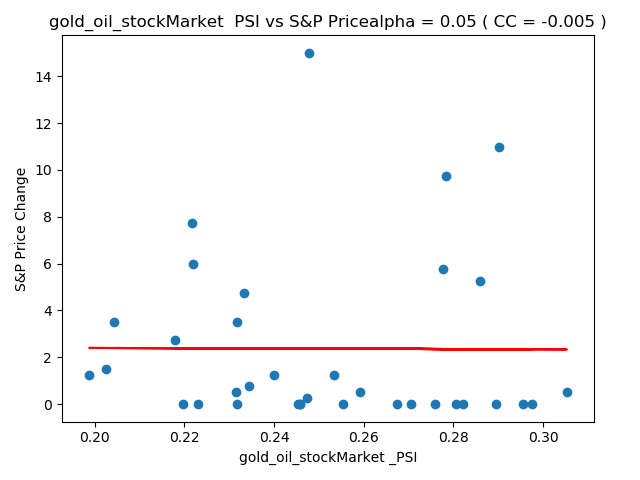 gold_oil_stockMarket  PSI vs S&P Pricealpha = 0.05 ( CC = -0.005 )
14
12
10
8
6
4
2
0
S&P Price Change
0.20 0.22 0.24 0.26 0.28 0.30
gold_oil_stockMarket _PSI